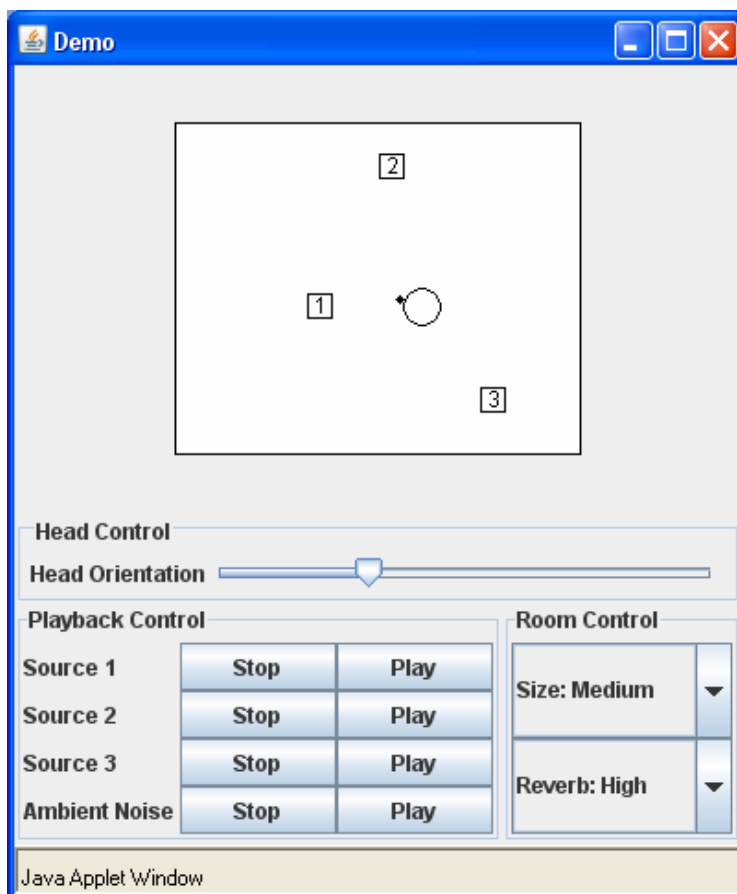 Demo
2
1
3
Head Control
Head Orientation
Playback Control
Source 1 Stop Play
Source 2 Stop Play
Source 3 Stop Play
Ambient Noise Stop Play
Room Control
Size: Medium
Reverb: High
Java Applet Window